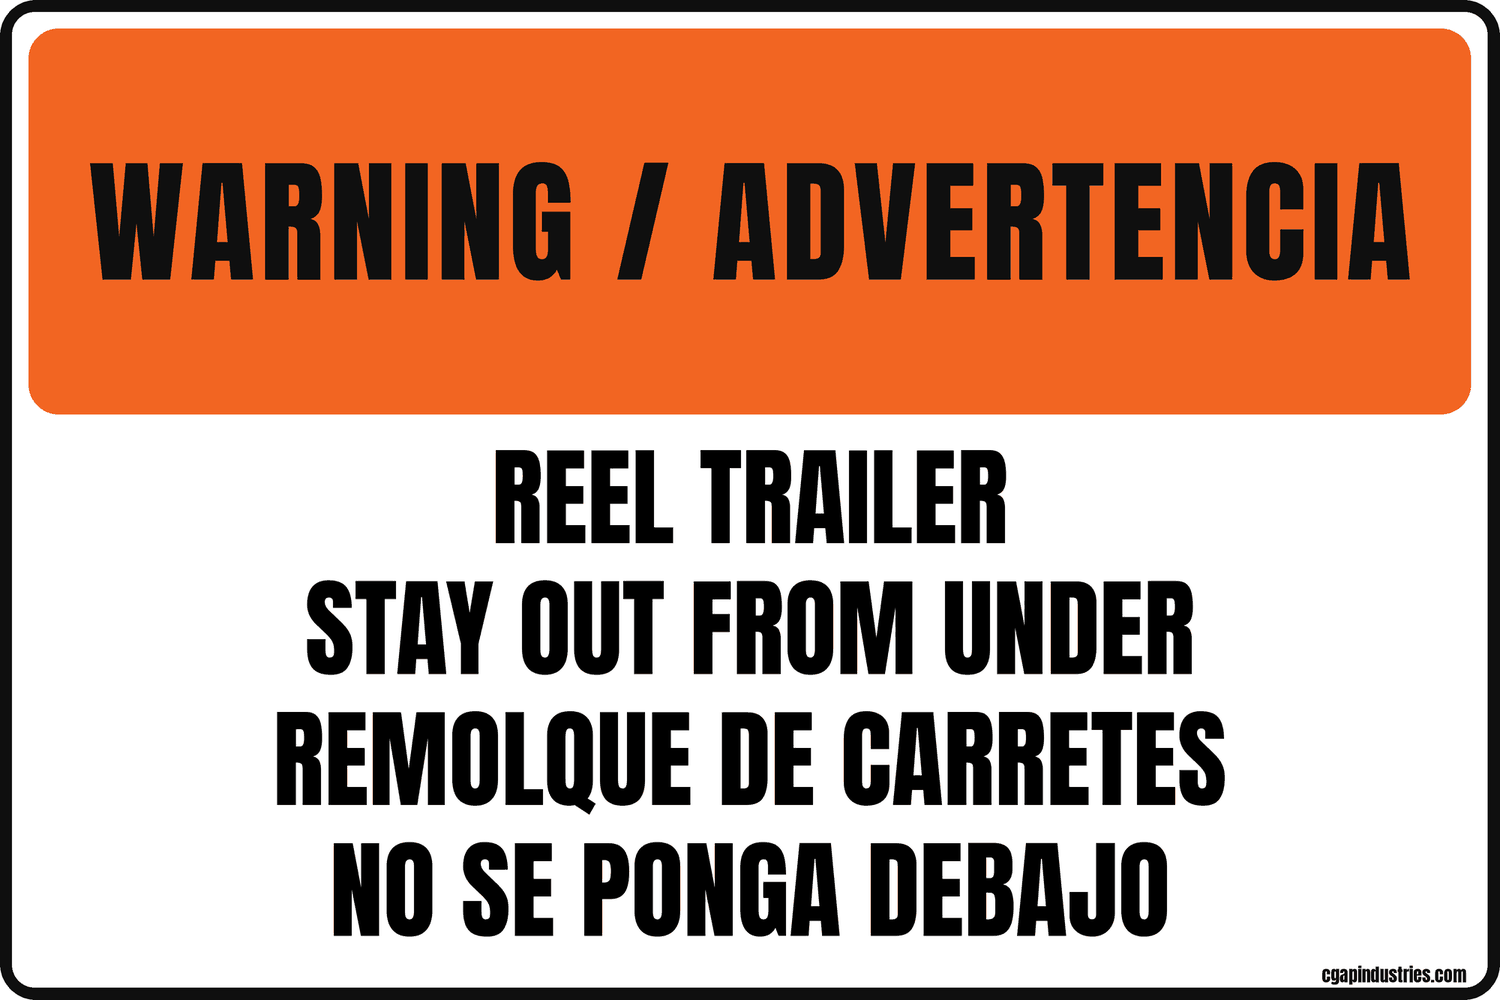 WARNING / ADVERTENCIA
REEL TRAILER
STAY OUT FROM UNDER
REMOLQUE DE CARRETES
NO SE PONGA DEBAJO
cgapindustries.com